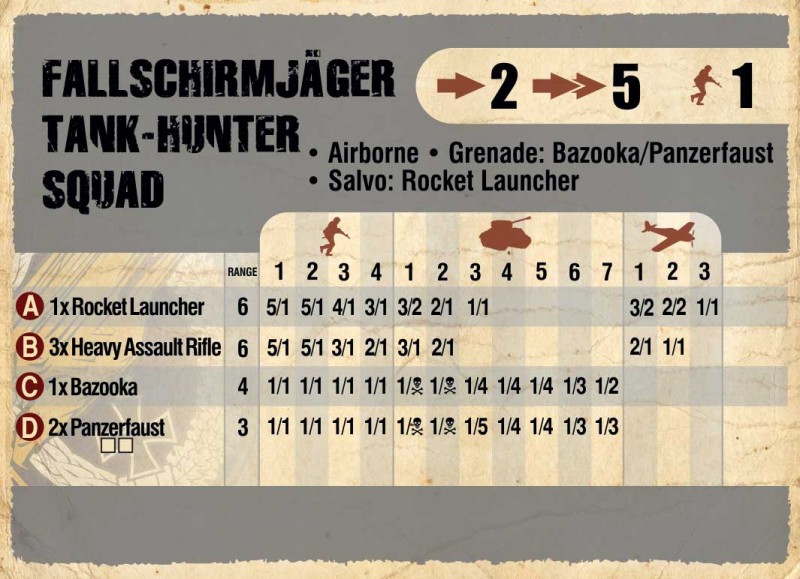 FALLSCHIRMJÄGER
TANK-HUNTER
SQUAD
2 5 1
• Airborne • Grenade: Bazooka/Panzerfaust
• Salvo: Rocket Launcher
RANGE 1 2 3 4 1 2 3 4 5 6 7 1 2 3
A 1x Rocket Launcher 6 5/1 5/1 4/1 3/1 3/2 2/1 1/1 3/2 2/2 1/1
B 3x Heavy Assault Rifle 6 5/1 5/1 3/1 2/1 3/1 2/1 2/1 1/1
C 1x Bazooka 4 1/1 1/1 1/1 1/1 1/☠ 1/☠ 1/4 1/4 1/4 1/3 1/2
D 2x Panzerfaust 3 1/1 1/1 1/1 1/1 1/☠ 1/☠ 1/5 1/4 1/4 1/3 1/3